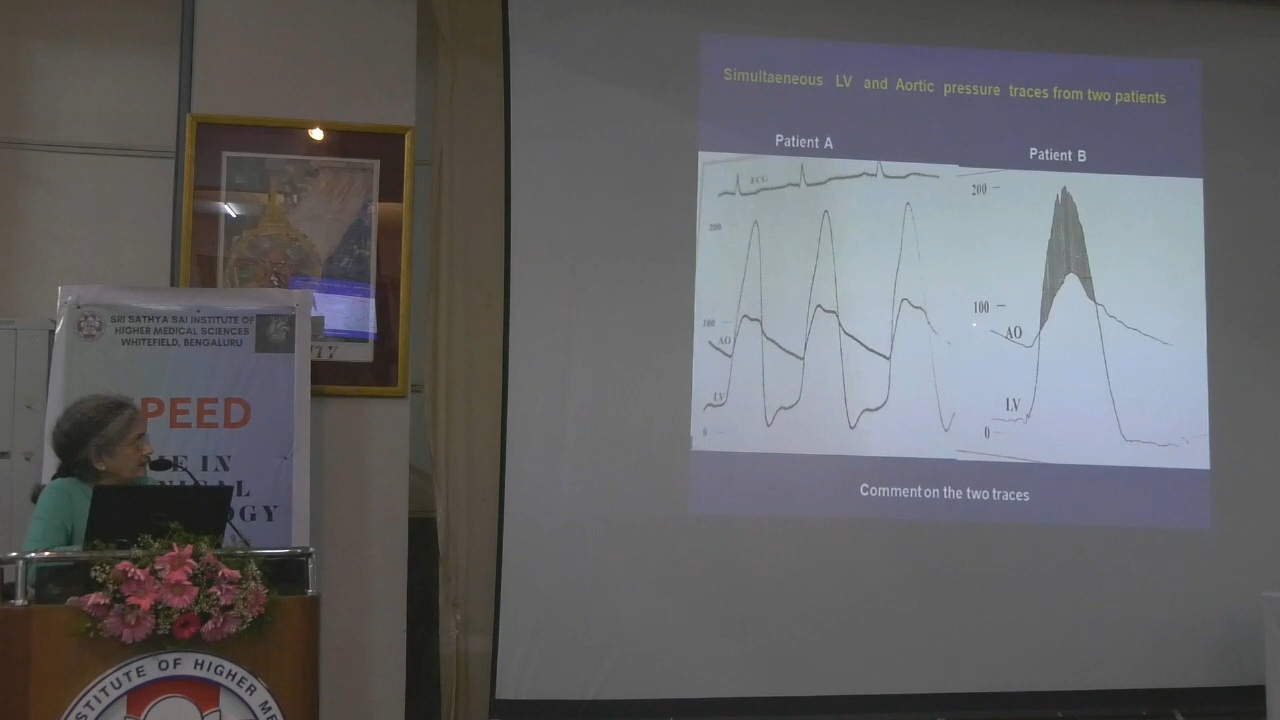 Simultaeneous LV and Aortic pressure traces from two patients
Patient A
Patient B
ECG
200
100
AO
LV
0
200
100
AO
LV
0
Comment on the two traces
SRI SATHYA SAI INSTITUTE OF
HIGHER MEDICAL SCIENCES
WHITEFIELD, BENGALURU
PEED
IN
OGY
INSTITUTE OF HIGHER ME